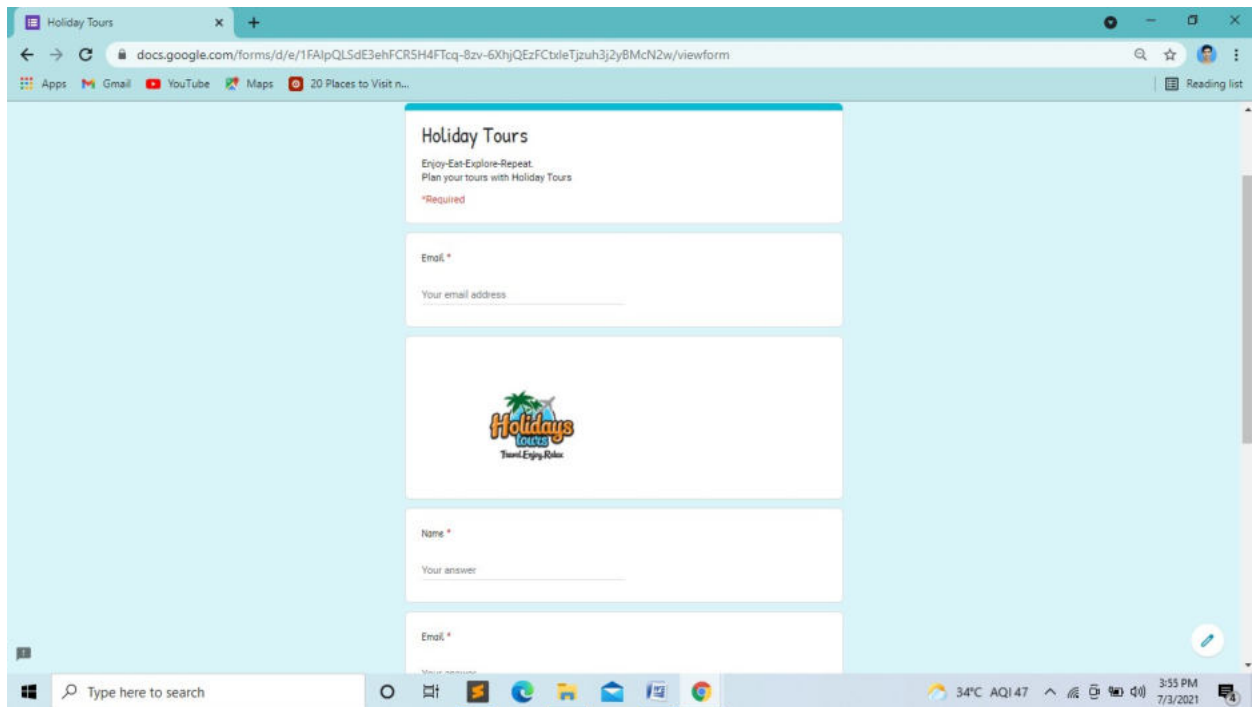 Holiday Tours
docs.google.com/forms/d/e/1FAIpQLSdE3ehFCR5H4FTcq-8zv-6XhjQEzFCtxleTjzuh3j2yBMcN2w/viewform
Apps Gmail YouTube Maps 20 Places to Visit n... Reading list
Holiday Tours
Enjoy-Eat-Explore-Repeat.
Plan your tours with Holiday Tours
*Required
Email *
Your email address
Holidays
tours
Travel.Enjoy.Relax
Name *
Your answer
Email *
Your answer
Type here to search
34°C AQI 47
3:55 PM
7/3/2021
4